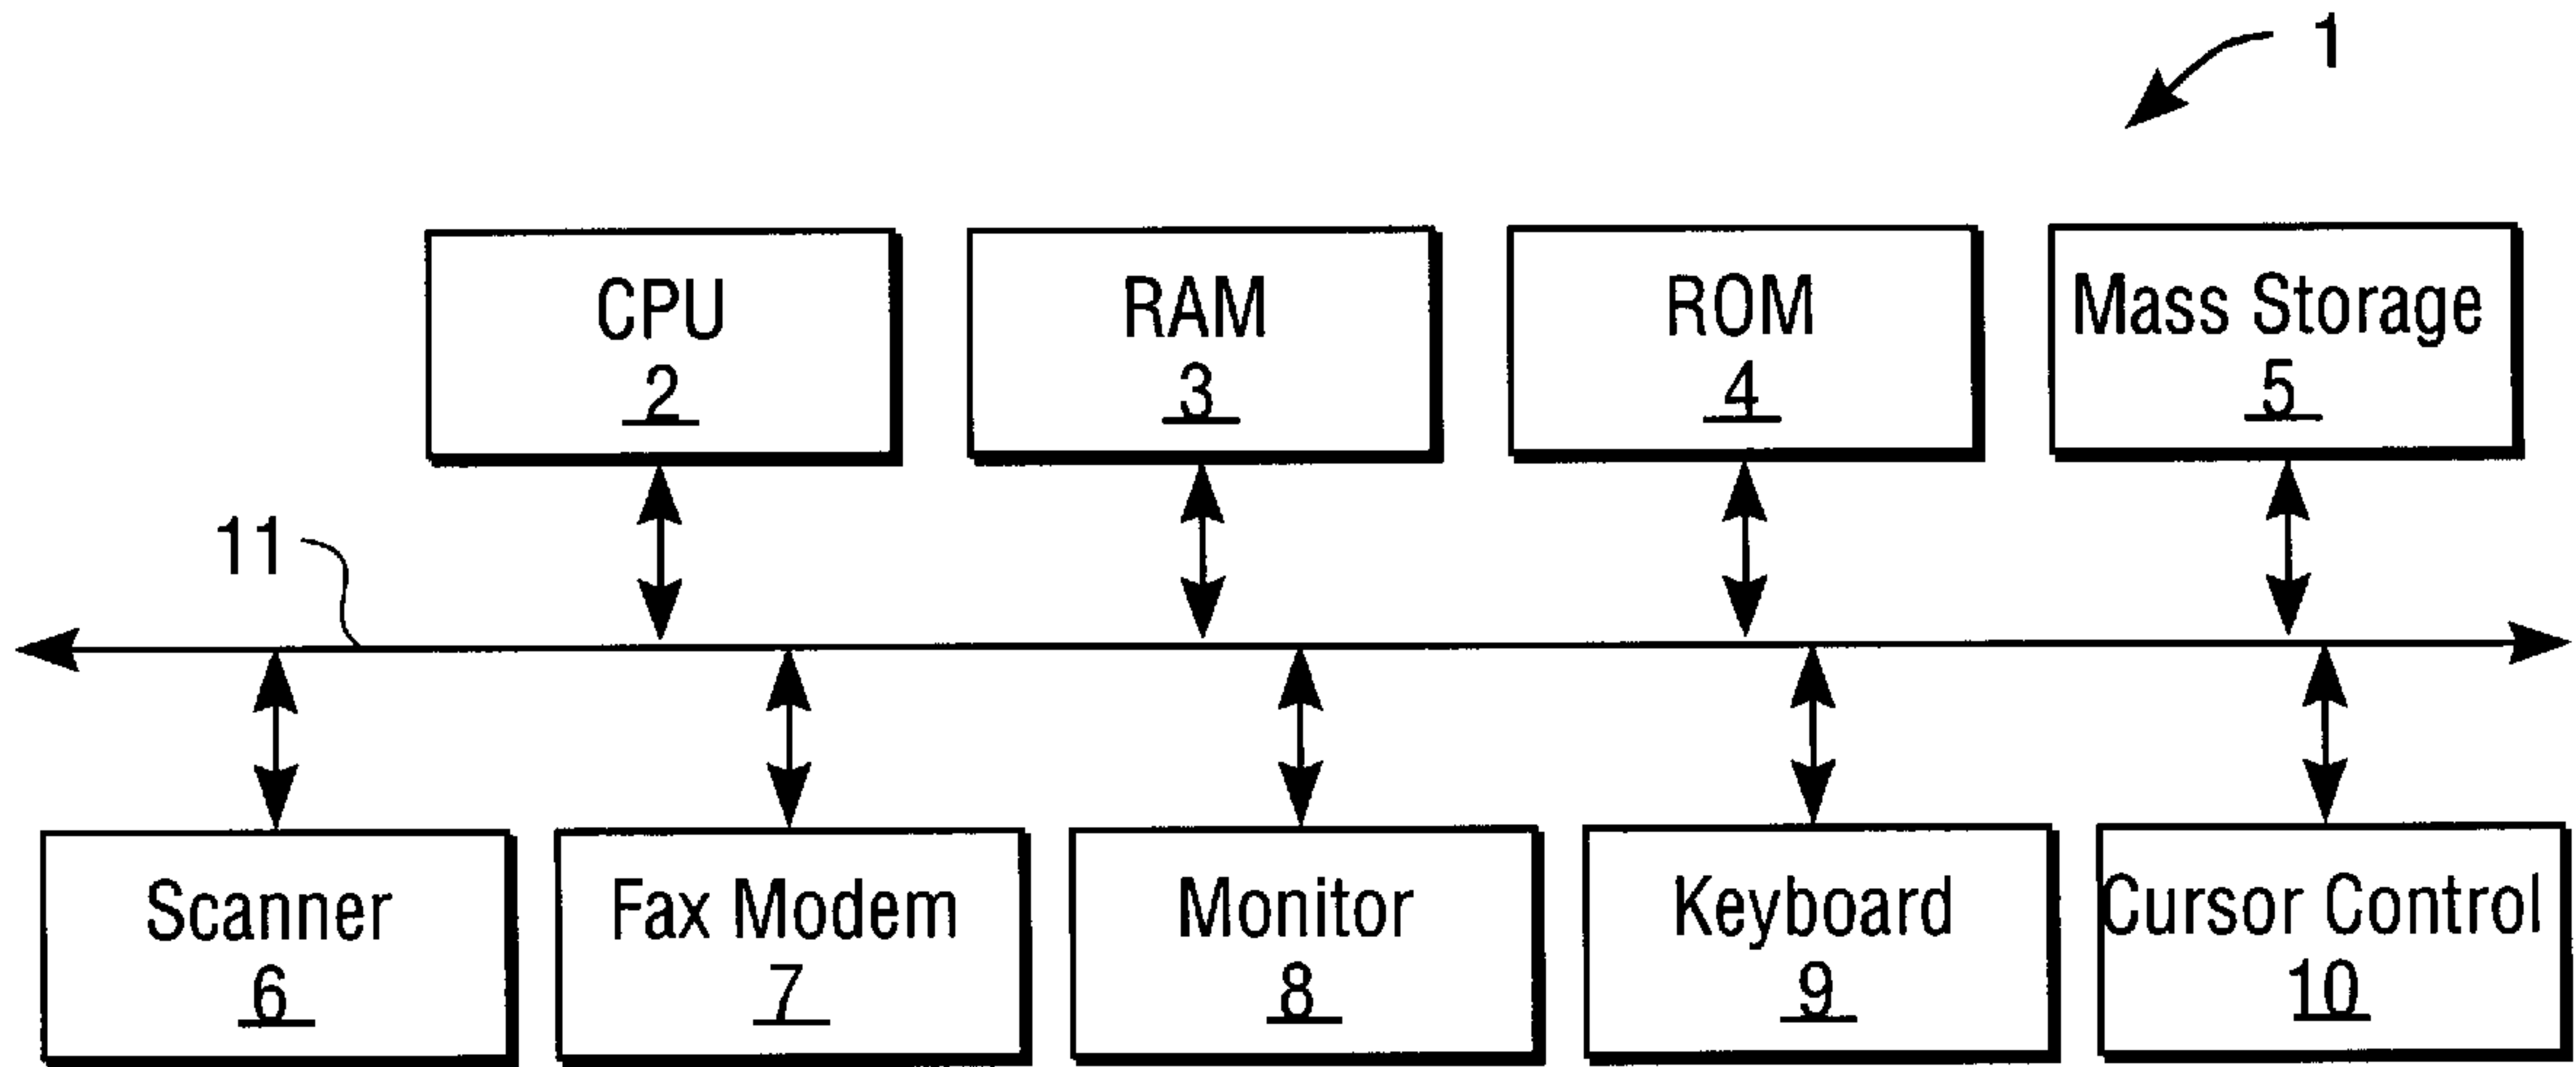 1
CPU
2
RAM
3
ROM
4
Mass Storage
5
11
Scanner
6
Fax Modem
7
Monitor
8
Keyboard
9
Cursor Control
10